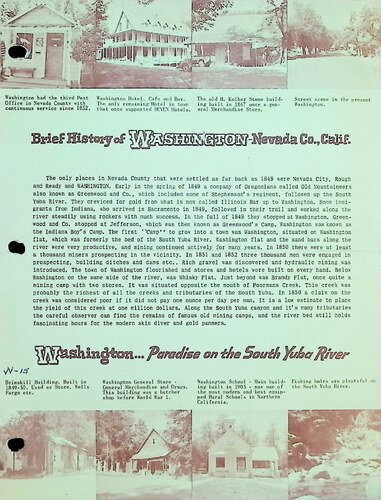 Washington had the third Post
Office in Nevada County with
continuous service since 1852.
Washington Hotel. Cafe and Bar.
The only remaining Hotel in town
that once supported SEVEN Hotels.
The old H. Kolher Stone build-
ing built in 1867 once a gen-
eral Merchandise Store.
Street scene in the present
Washington.
Brief History of WASHINGTON-Nevada Co., Calif.
The only places in Nevada County that were settled as far back as 1849 were Nevada City, Rough
and Ready and WASHINGTON. Early in the spring of 1849 a company of Oregonians called Old Mountaineers
also known as Greenwood and Co., which included some of Stephenson's regiment, followed up the South
Yuba River. They creviced for gold from what is now called Illinois Bar up to Washington. Some immi-
grants from Indiana, who arrived in Sacramento in 1849, followed in their trail and worked along the
river steadily using rockers with much success. In the fall of 1849 they stopped at Washington. Green-
wood and Co. stopped at Jefferson, which was then known as Greenwood's Camp. Washington was known as
the Indiana Boy's Camp. The first "Camp" to grow into a town was Washington, situated on Washington
Flat, which was formerly the bed of the South Yuba River. Washington Flat and the sand bars along the
river were very productive, and mining continued actively for many years. In 1850 there were at least
a thousand miners prospecting in the vicinity. In 1851 and 1852 three thousand men were engaged in
prospecting, building ditches and dams etc.. Rich gravel was discovered and hydraulic mining was
introduced. The town of Washington flourished and stores and hotels were built on every hand. Below
Washington on the same side of the river, was Whisky Flat. Just beyond was Brandy Flat, once quite a
mining camp with two stores. It was situated opposite the mouth of Poormans Creek. This creek was
probably the richest of all the creeks and tributaries of the South Yuba. In 1850 a claim on the
creek was considered poor if it did not pay one ounce per day per man. It is a low estimate to place
the yield of this creek at one million dollars. Along the South Yuba canyon and it's many tributaries
the careful observer can find the remains of famous old mining camps, and the river bed still holds
fascinating hours for the modern skin diver and gold panners.
Washington... Paradise on the South Yuba River
N-15
Brimskill Building. Built in
1849-50. Used as Store, Wells
Fargo etc.
Washington General Store -
General Merchandise and Drugs.
This building was a butcher
shop before World War 1.
Washington School - Main build-
ing built in 1903 - now one of
the most modern and best equip-
ped Rural Schools in Northern
California.
Fishing holes are plentiful on
the South Yuba River.